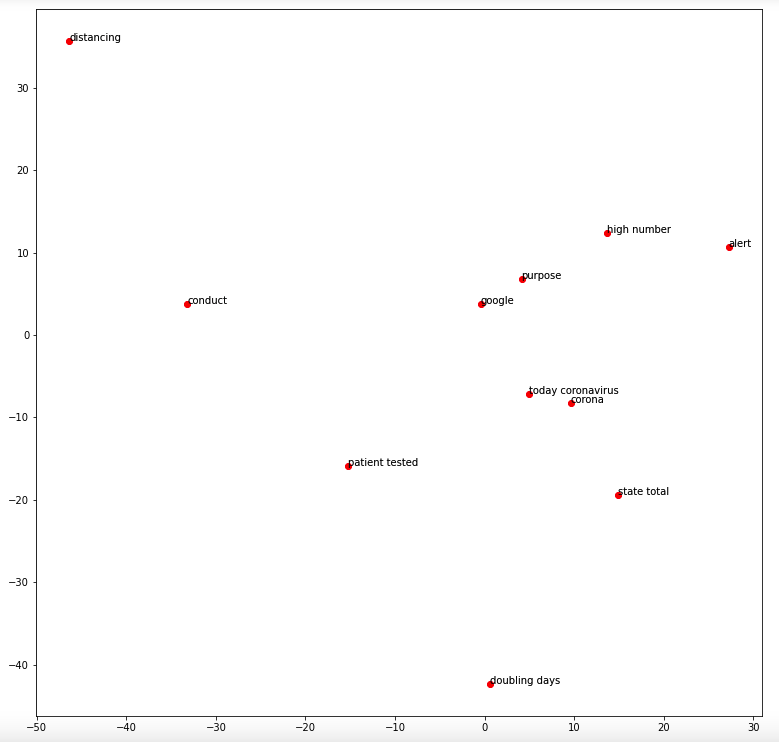 distancing
30
20
high number
alert
10
purpose
conduct
google
0
today coronavirus
corona
−10
patient tested
state total
−20
−30
−40
doubling days
−50 −40 −30 −20 −10 0 10 20 30